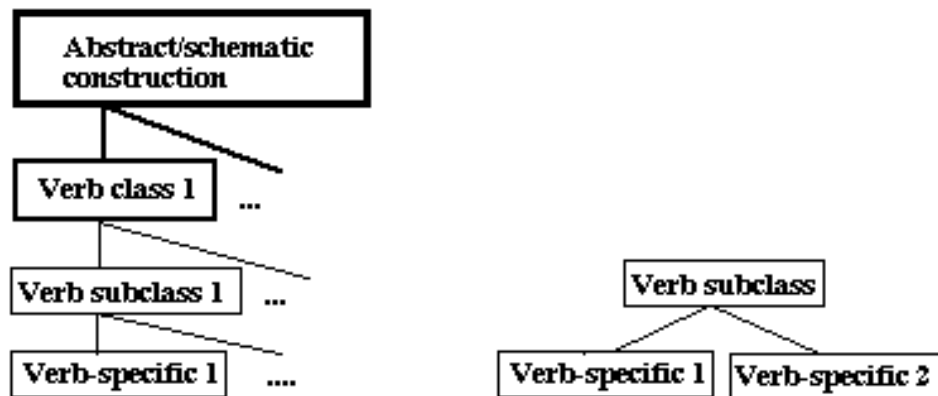 Abstract/schematic
construction
Verb class 1
...
Verb subclass 1
...
Verb subclass
Verb-specific 1
....
Verb-specific 1
Verb-specific 2